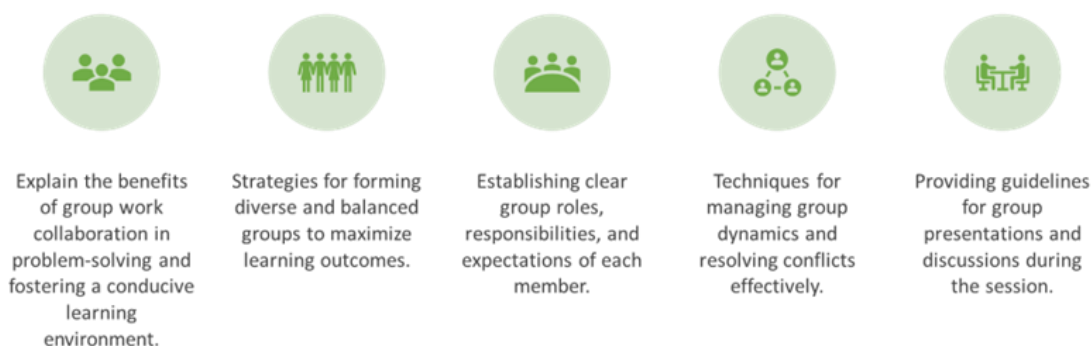 Explain the benefits
of group work
collaboration in
problem-solving and
fostering a conducive
learning
environment.
Strategies for forming
diverse and balanced
groups to maximize
learning outcomes.
Establishing clear
group roles,
responsibilities, and
expectations of each
member.
Techniques for
managing group
dynamics and
resolving conflicts
effectively.
Providing guidelines
for group
presentations and
discussions during
the session.